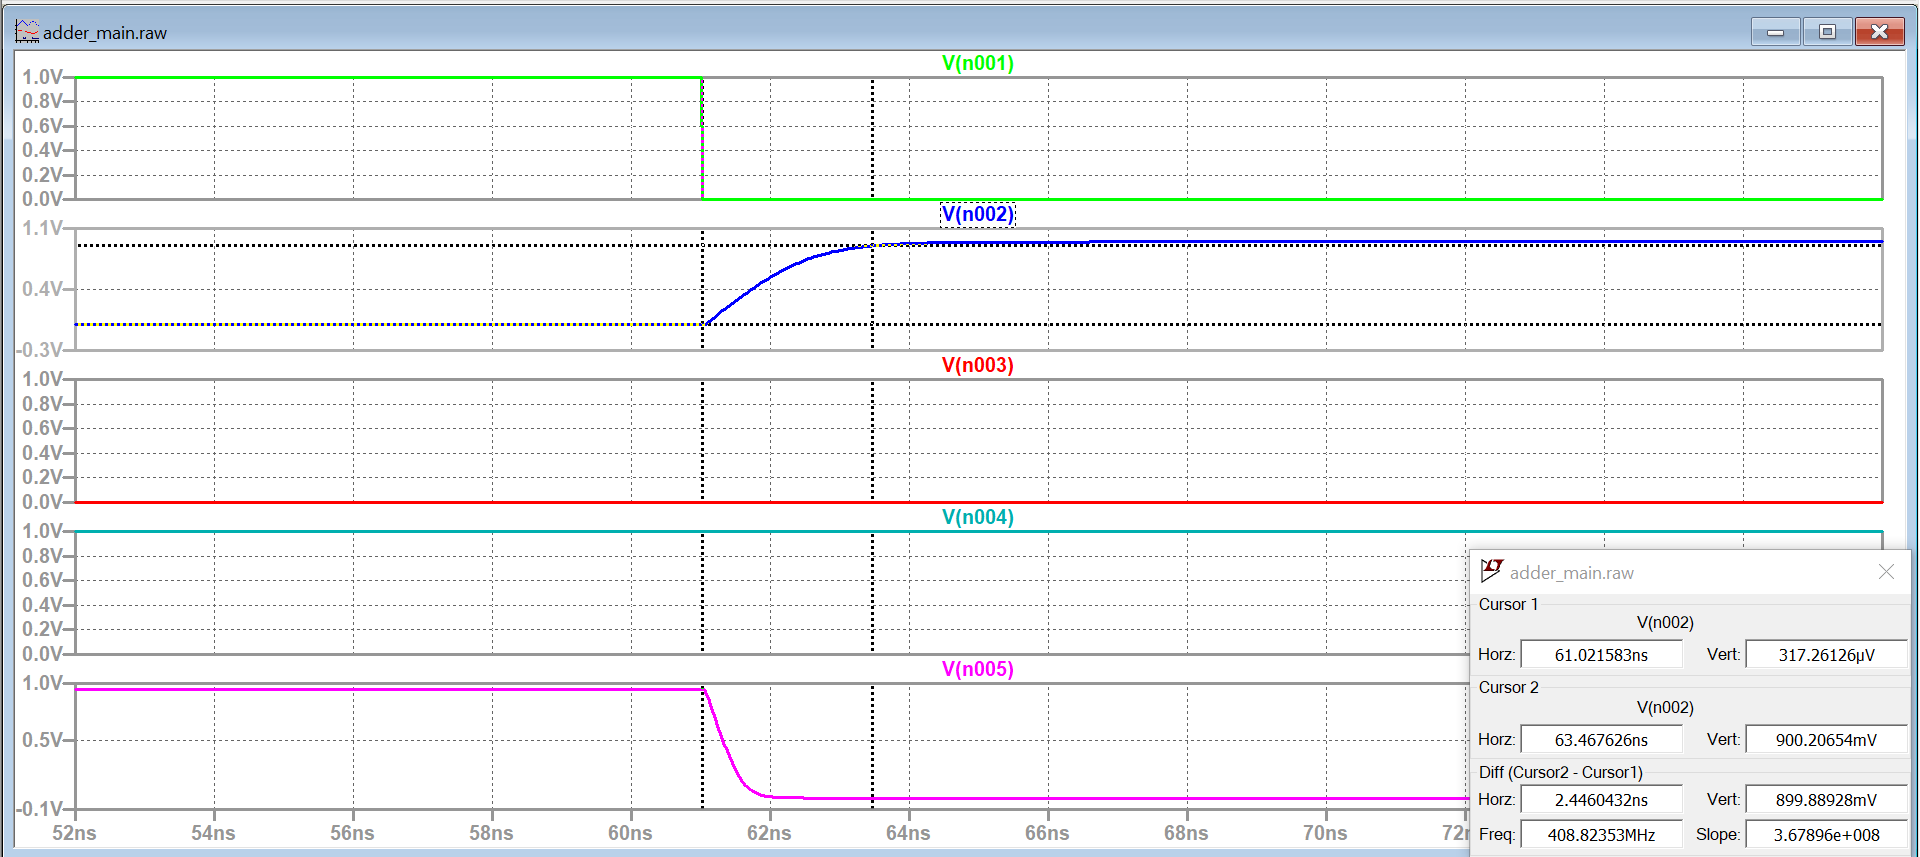 adder_main.raw
V(n001)
1.0V
0.8V
0.6V
0.4V
0.2V
0.0V
V(n002)
1.1V
0.4V
-0.3V
V(n003)
1.0V
0.8V
0.6V
0.4V
0.2V
0.0V
V(n004)
1.0V
0.8V
0.6V
0.4V
0.2V
0.0V
V(n005)
1.0V
0.5V
-0.1V
52ns 54ns 56ns 58ns 60ns 62ns 64ns 66ns 68ns 70ns 72n
adder_main.raw
Cursor 1
V(n002)
Horz: 61.021583ns Vert: 317.26126µV
Cursor 2
V(n002)
Horz: 63.467626ns Vert: 900.20654mV
Diff (Cursor2 - Cursor1)
Horz: 2.4460432ns Vert: 899.88928mV
Freq: 408.82353MHz Slope: 3.67896e+008